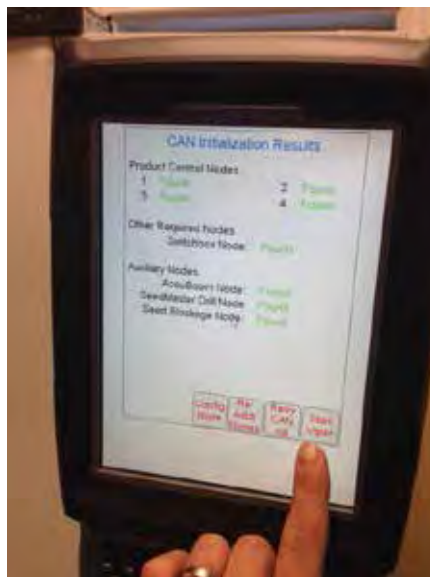 CAN Initialization Results
Product Control Nodes
1 Found 2 Found
3 Found 4 Found
Other Required Nodes
Switchbox Node: Found
Auxiliary Nodes
AccuBoom Node: Found
SeedMaster Drill Node: Found
Seed Blockage Node: Found
Config Node
Re-Add Nodes
Retry CAN Init
Start Viper